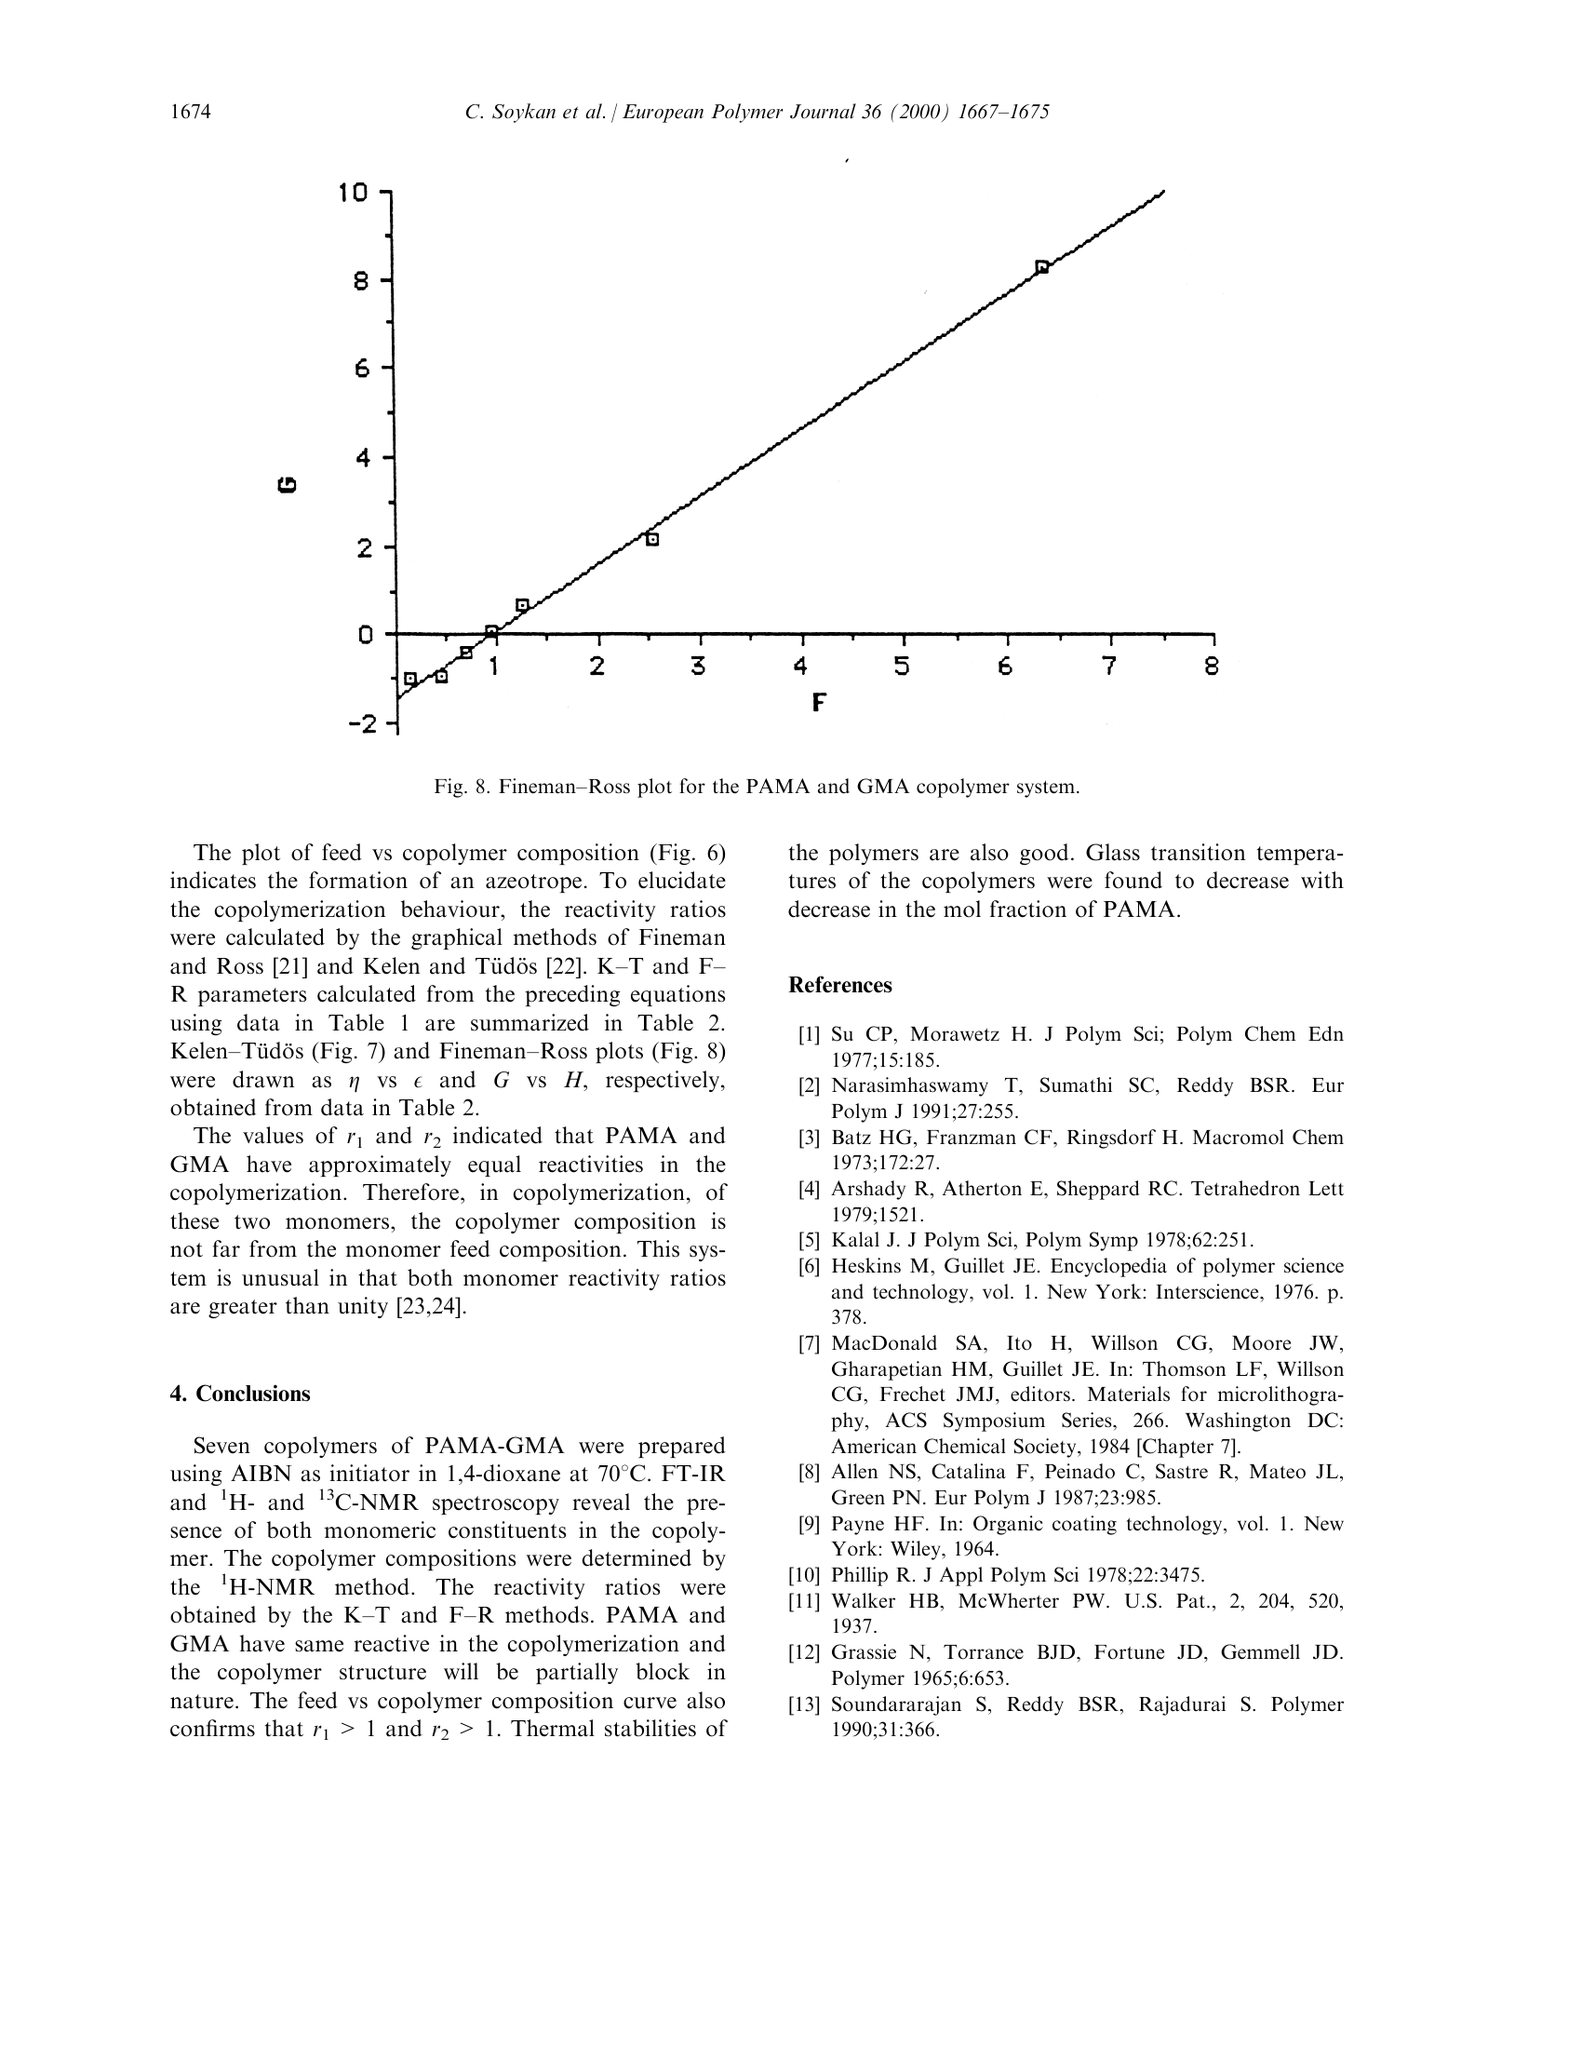 1674
C. Soykan et al. / European Polymer Journal 36 (2000) 1667–1675
10
8
6
4
2
0
-2
G
1 2 3 4 5 6 7 8
F
Fig. 8. Fineman–Ross plot for the PAMA and GMA copolymer system.
The plot of feed vs copolymer composition (Fig. 6)
indicates the formation of an azeotrope. To elucidate
the copolymerization behaviour, the reactivity ratios
were calculated by the graphical methods of Fineman
and Ross [21] and Kelen and Tüdös [22]. K–T and F–
R parameters calculated from the preceding equations
using data in Table 1 are summarized in Table 2.
Kelen–Tüdös (Fig. 7) and Fineman–Ross plots (Fig. 8)
were drawn as η vs ϵ and G vs H, respectively,
obtained from data in Table 2.
The values of r₁ and r₂ indicated that PAMA and
GMA have approximately equal reactivities in the
copolymerization. Therefore, in copolymerization, of
these two monomers, the copolymer composition is
not far from the monomer feed composition. This sys-
tem is unusual in that both monomer reactivity ratios
are greater than unity [23,24].
4. Conclusions
Seven copolymers of PAMA-GMA were prepared
using AIBN as initiator in 1,4-dioxane at 70°C. FT-IR
and ¹H- and ¹³C-NMR spectroscopy reveal the pre-
sence of both monomeric constituents in the copoly-
mer. The copolymer compositions were determined by
the ¹H-NMR method. The reactivity ratios were
obtained by the K–T and F–R methods. PAMA and
GMA have same reactive in the copolymerization and
the copolymer structure will be partially block in
nature. The feed vs copolymer composition curve also
confirms that r₁ > 1 and r₂ > 1. Thermal stabilities of
the polymers are also good. Glass transition tempera-
tures of the copolymers were found to decrease with
decrease in the mol fraction of PAMA.
References
[1] Su CP, Morawetz H. J Polym Sci; Polym Chem Edn
1977;15:185.
[2] Narasimhaswamy T, Sumathi SC, Reddy BSR. Eur
Polym J 1991;27:255.
[3] Batz HG, Franzman CF, Ringsdorf H. Macromol Chem
1973;172:27.
[4] Arshady R, Atherton E, Sheppard RC. Tetrahedron Lett
1979;1521.
[5] Kalal J. J Polym Sci, Polym Symp 1978;62:251.
[6] Heskins M, Guillet JE. Encyclopedia of polymer science
and technology, vol. 1. New York: Interscience, 1976. p.
378.
[7] MacDonald SA, Ito H, Willson CG, Moore JW,
Gharapetian HM, Guillet JE. In: Thomson LF, Willson
CG, Frechet JMJ, editors. Materials for microlithogra-
phy, ACS Symposium Series, 266. Washington DC:
American Chemical Society, 1984 [Chapter 7].
[8] Allen NS, Catalina F, Peinado C, Sastre R, Mateo JL,
Green PN. Eur Polym J 1987;23:985.
[9] Payne HF. In: Organic coating technology, vol. 1. New
York: Wiley, 1964.
[10] Phillip R. J Appl Polym Sci 1978;22:3475.
[11] Walker HB, McWherter PW. U.S. Pat., 2, 204, 520,
1937.
[12] Grassie N, Torrance BJD, Fortune JD, Gemmell JD.
Polymer 1965;6:653.
[13] Soundararajan S, Reddy BSR, Rajadurai S. Polymer
1990;31:366.